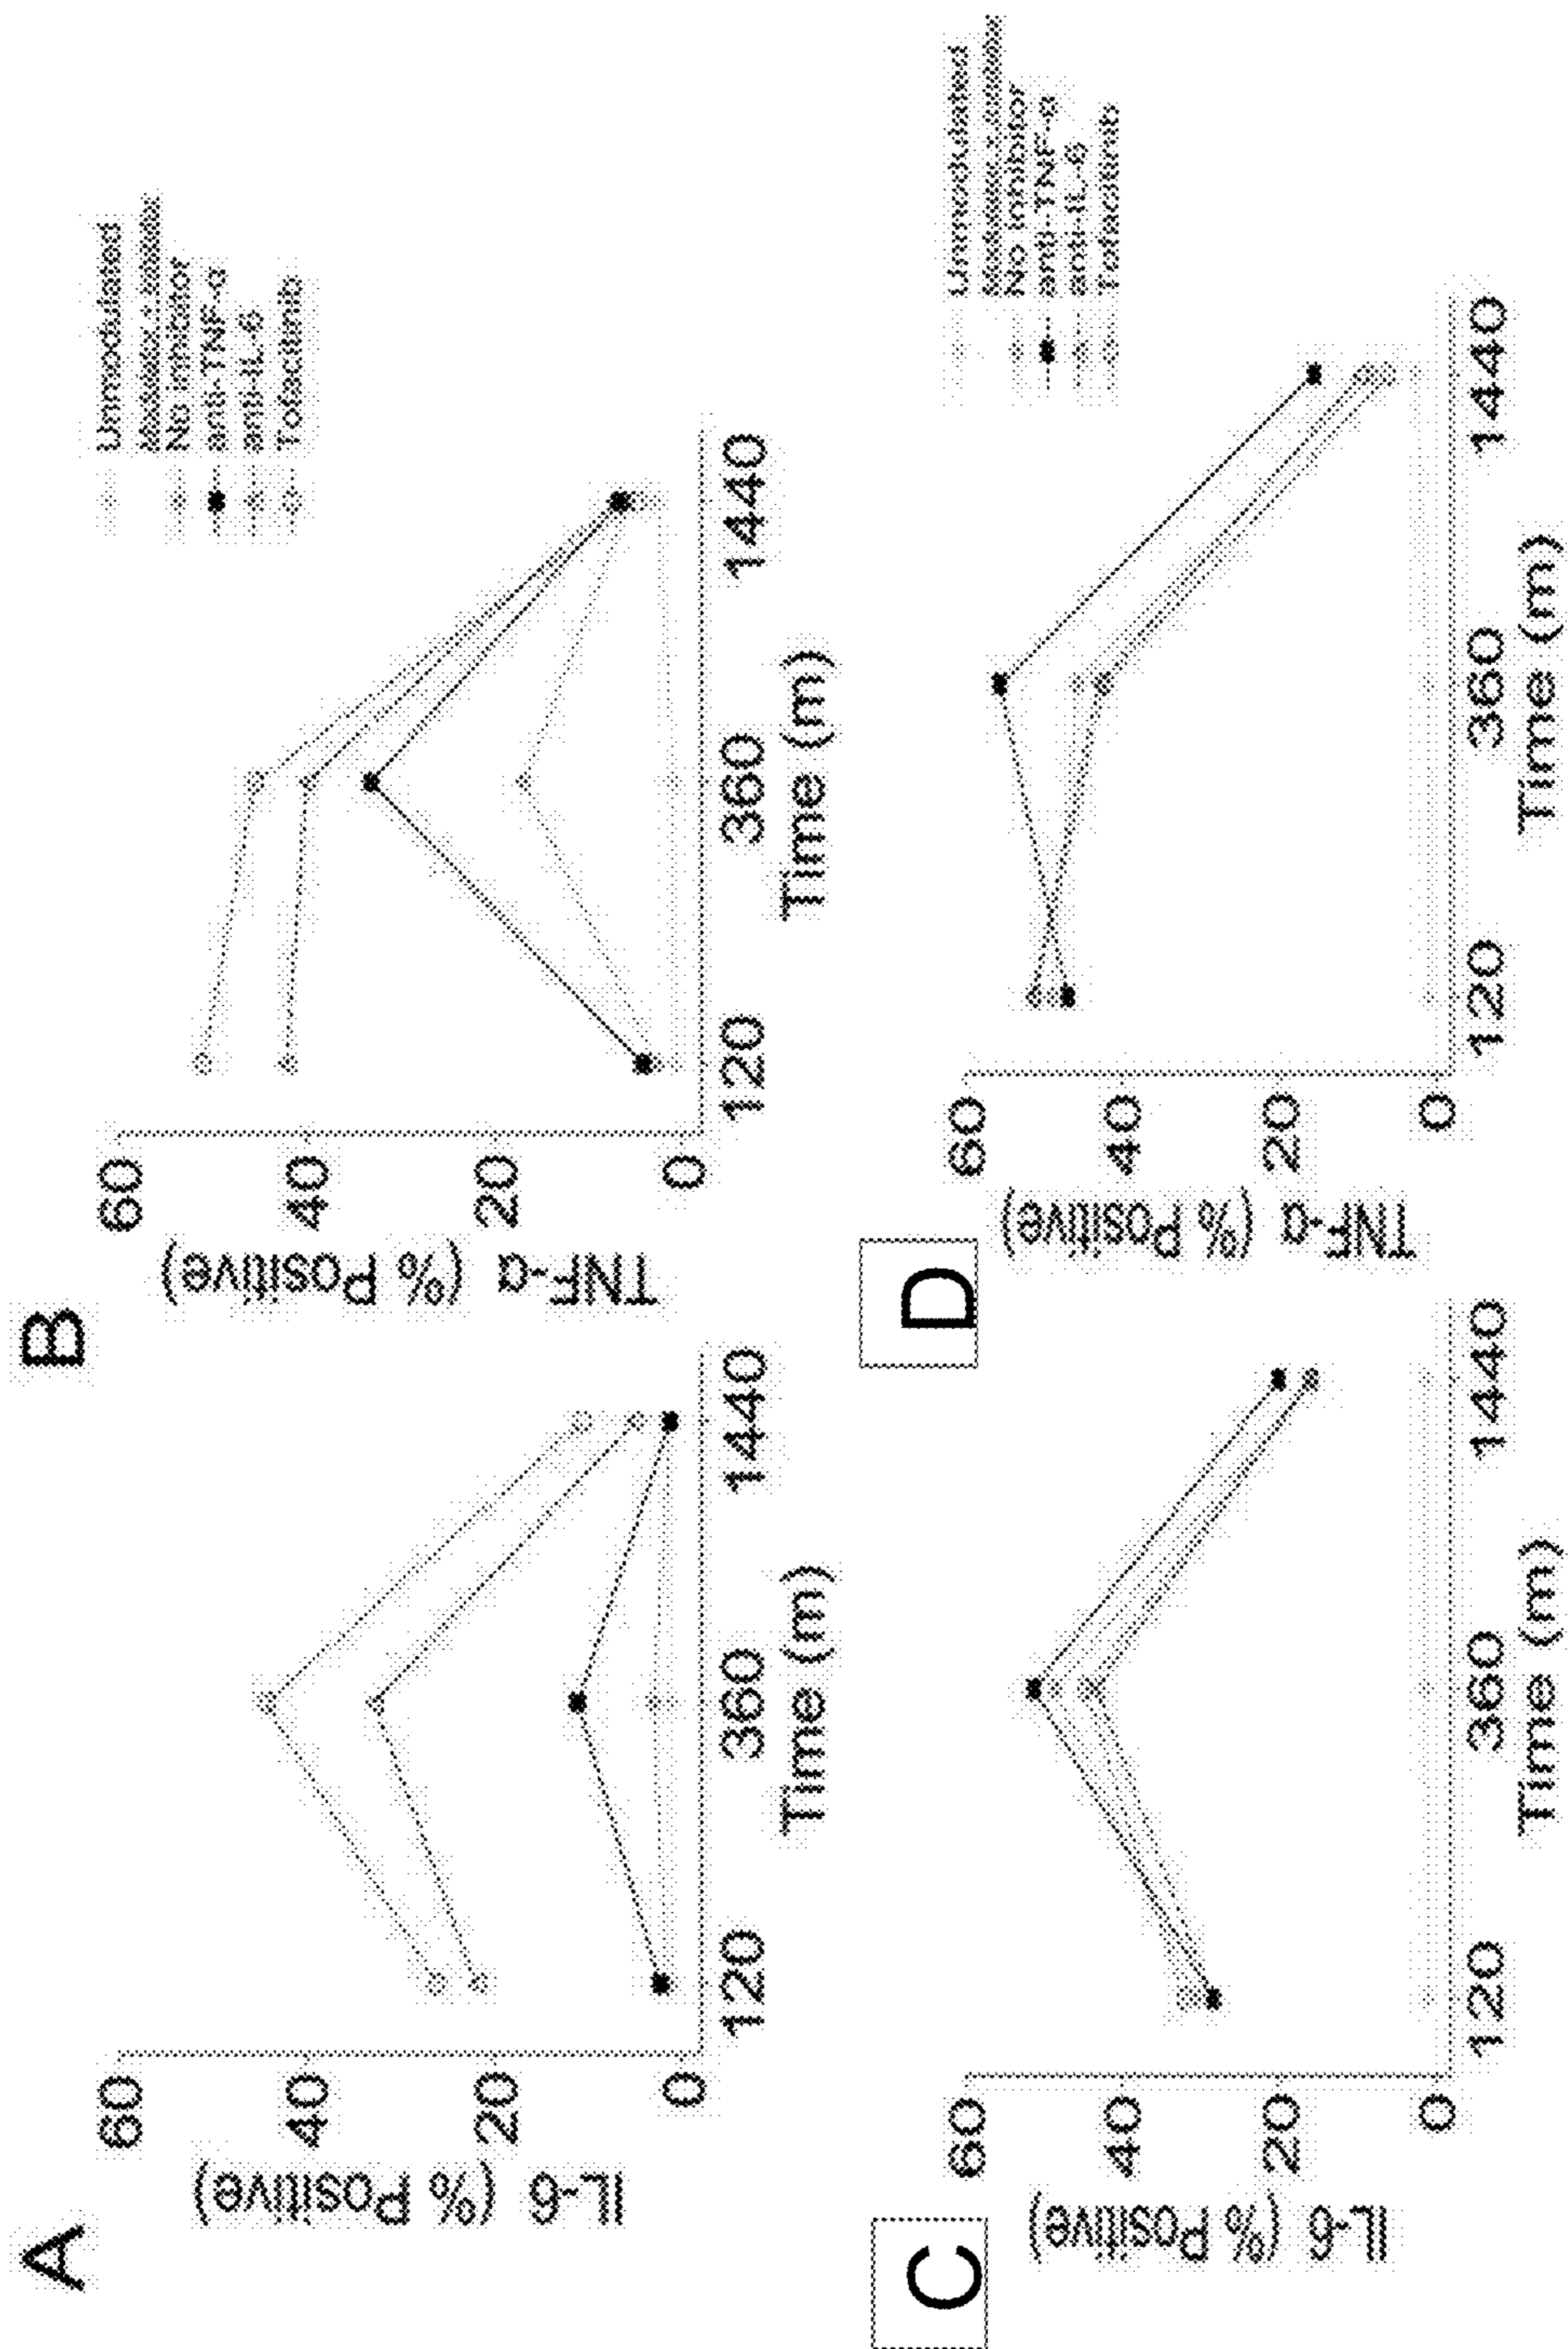 A
IL-6 (% Positive)
60
40
20
0
120
360
1440
Time (m)
B
TNF-α (% Positive)
60
40
20
0
120
360
1440
Time (m)
Unmodulated
No inhibitor
anti-TNF-α
anti-IL-6
Tofacitinib
C
IL-6 (% Positive)
60
40
20
0
120
360
1440
Time (m)
D
TNF-α (% Positive)
60
40
20
0
120
360
1440
Time (m)
Unmodulated
No inhibitor
anti-TNF-α
anti-IL-6
Tofacitinib